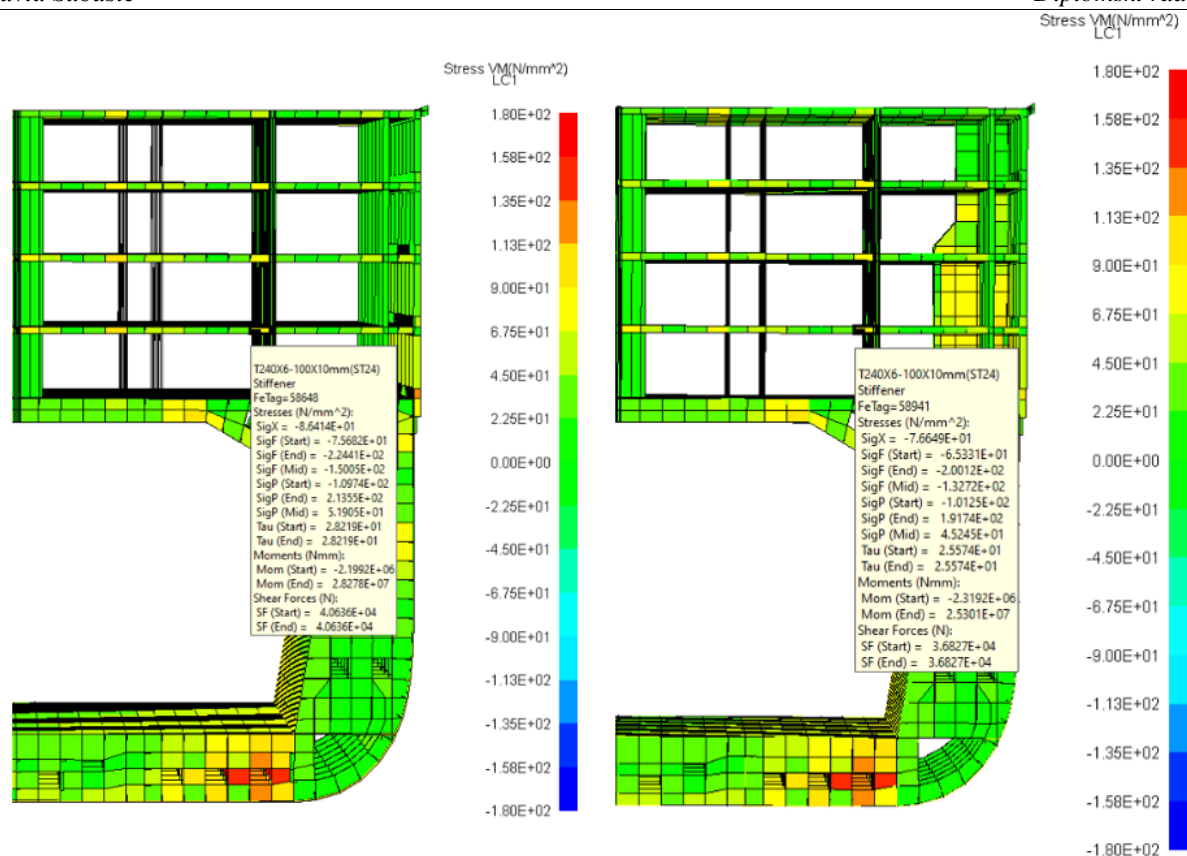 Stress VM(N/mm^2)
LC1
1.80E+02
1.58E+02
1.35E+02
1.13E+02
9.00E+01
6.75E+01
4.50E+01
2.25E+01
0.00E+00
-2.25E+01
-4.50E+01
-6.75E+01
-9.00E+01
-1.13E+02
-1.35E+02
-1.58E+02
-1.80E+02
T240X6-100X10mm(ST24)
Stiffener
FeTag= 58648
Stresses (N/mm^2):
SigX = -8.6414E+01
SigF (Start) = -7.5682E+01
SigF (End) = -2.2441E+02
SigF (Mid) = -1.5005E+02
SigP (Start) = -1.0974E+02
SigP (End) = 2.1355E+02
SigP (Mid) = 5.1905E+01
Tau (Start) = 2.8219E+01
Tau (End) = 2.8219E+01
Moments (Nmm):
Mom (Start) = -2.1992E+06
Mom (End) = 2.8278E+07
Shear Forces (N):
SF (Start) = 4.0636E+04
SF (End) = 4.0636E+04
Stress VM(N/mm^2)
LC1
1.80E+02
1.58E+02
1.35E+02
1.13E+02
9.00E+01
6.75E+01
4.50E+01
2.25E+01
0.00E+00
-2.25E+01
-4.50E+01
-6.75E+01
-9.00E+01
-1.13E+02
-1.35E+02
-1.58E+02
-1.80E+02
T240X6-100X10mm(ST24)
Stiffener
FeTag= 58941
Stresses (N/mm^2):
SigX = -7.6649E+01
SigF (Start) = -6.5331E+01
SigF (End) = -2.0012E+02
SigF (Mid) = -1.3272E+02
SigP (Start) = -1.0125E+02
SigP (End) = 1.9174E+02
SigP (Mid) = 4.5245E+01
Tau (Start) = 2.5574E+01
Tau (End) = 2.5574E+01
Moments (Nmm):
Mom (Start) = -2.3192E+06
Mom (End) = 2.5301E+07
Shear Forces (N):
SF (Start) = 3.6827E+04
SF (End) = 3.6827E+04